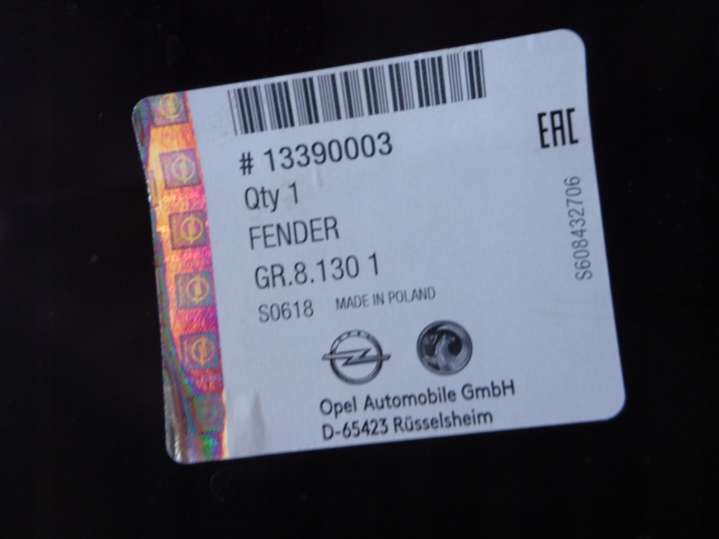 # 13390003
EAC
Qty 1
FENDER
GR.8.130 1
S0618 MADE IN POLAND
S608432706
Opel Automobile GmbH
D-65423 Rüsselsheim